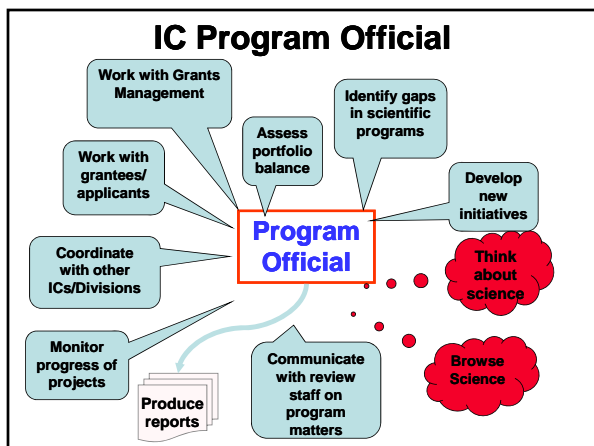 IC Program Official
Work with Grants
Management
Identify gaps
in scientific
programs
Assess
portfolio
balance
Work with
grantees/
applicants
Develop
new
initiatives
Program
Official
Coordinate
with other
ICs/Divisions
Think
about
science
Monitor
progress of
projects
Produce
reports
Communicate
with review
staff on
program
matters
Browse
Science